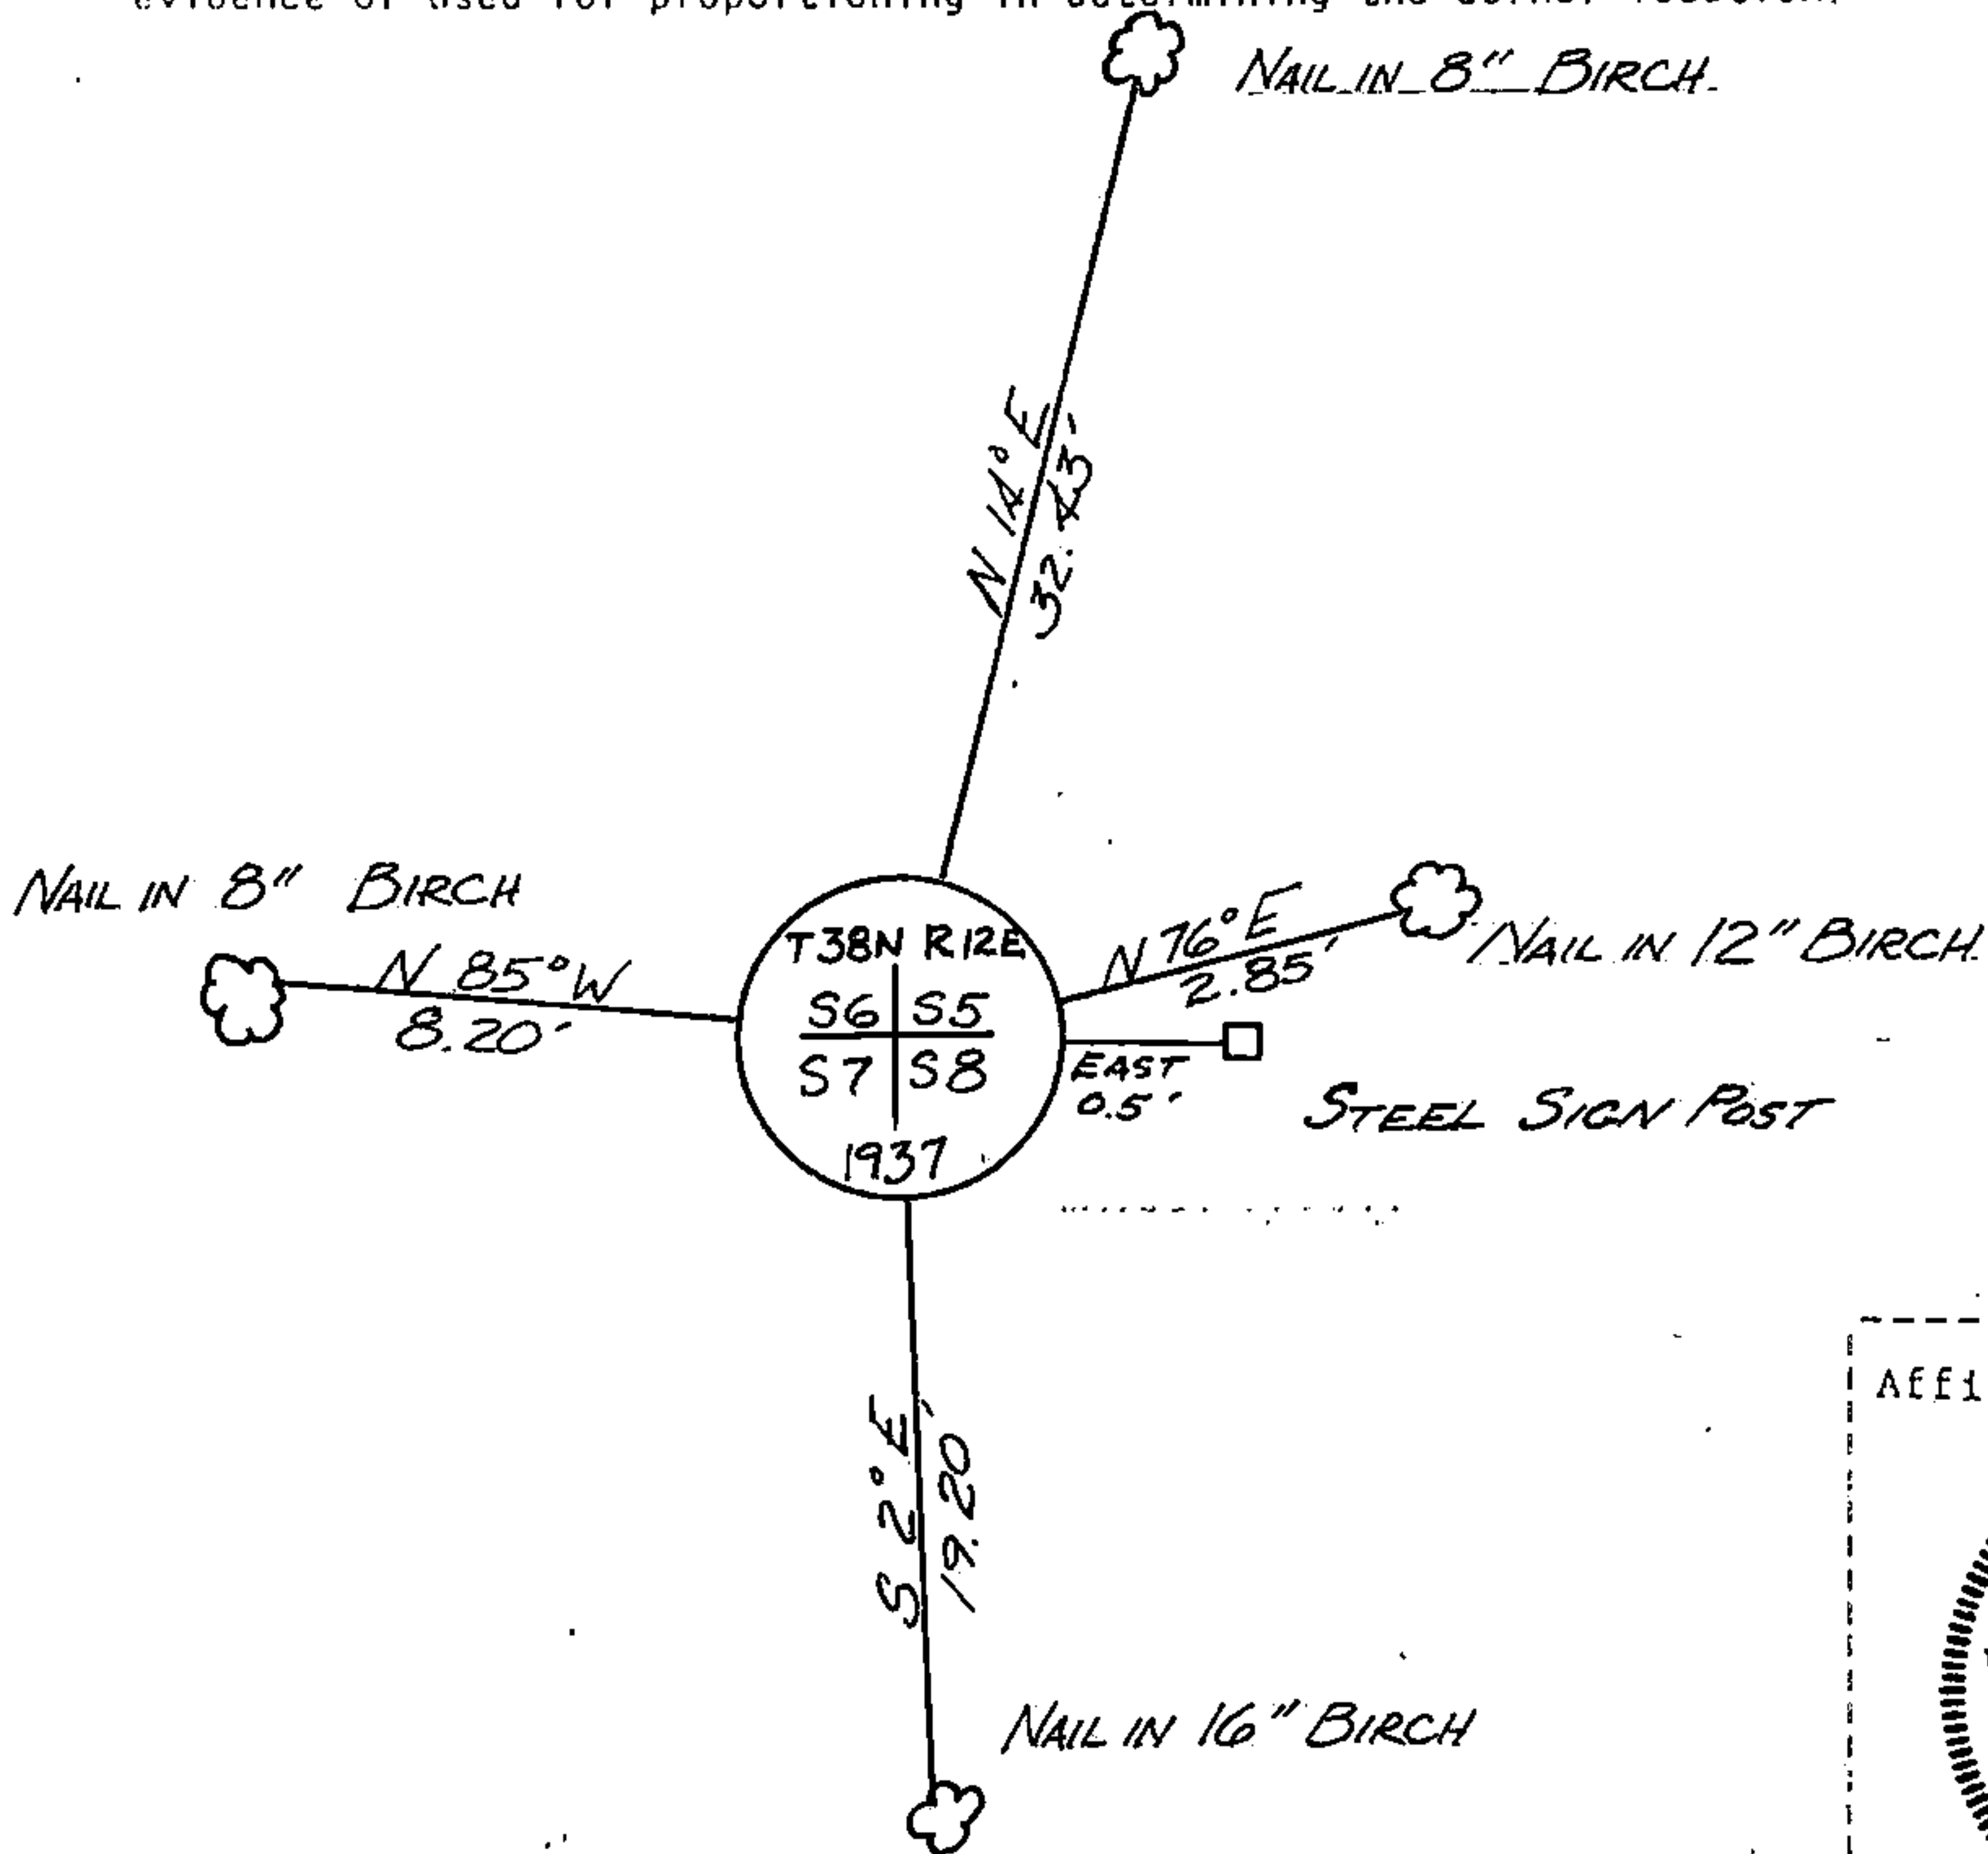 NAIL IN 8" BIRCH
N 14° E
32.43'
NAIL IN 8" BIRCH
N 85° W
8.20'
T38N R12E
S6 S5
S7 S8
1937
N 76° E
2.85'
NAIL IN 12" BIRCH
EAST
0.5'
STEEL SIGN POST
S 2° E
19.20'
NAIL IN 16" BIRCH